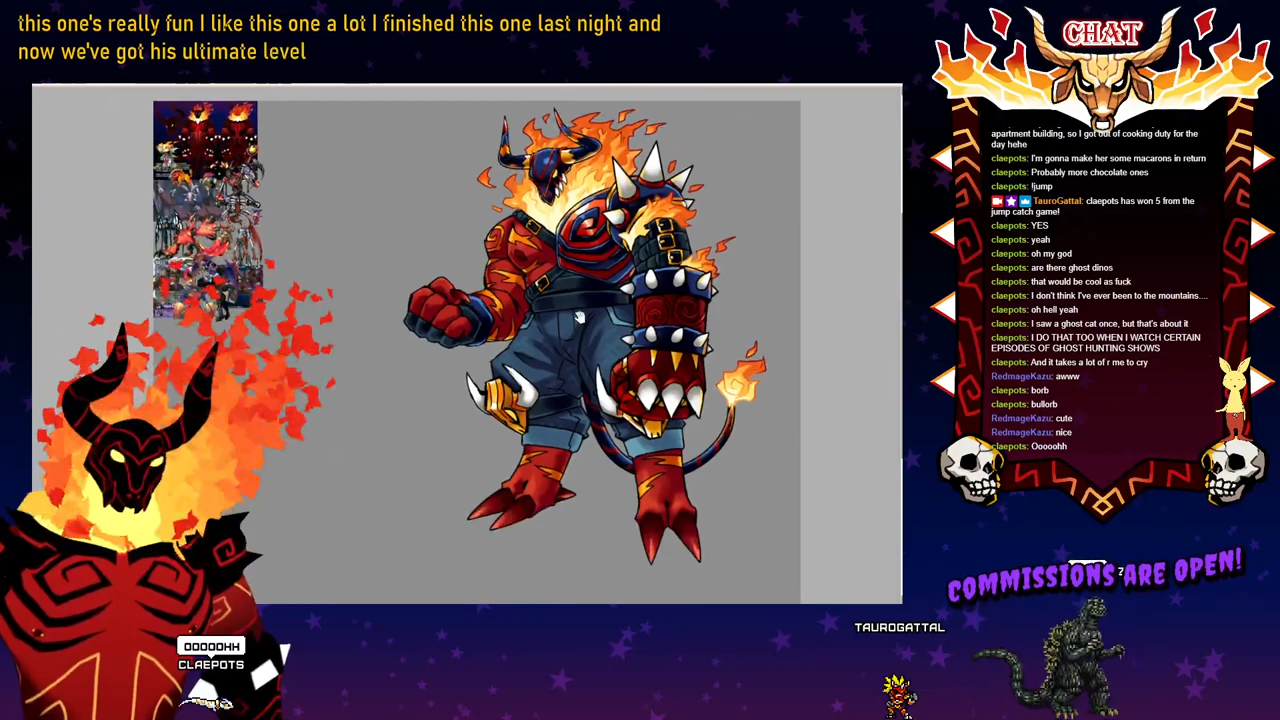 this one's really fun I like this one a lot I finished this one last night and
now we've got his ultimate level
CHAT
apartment building, so I got out of cooking duty for the
day hehe
claepots: I'm gonna make her some macarons in return
claepots: Probably more chocolate ones
claepots: !jump
TauroGattal: claepots has won 5 from the
jump catch game!
claepots: YES
claepots: yeah
claepots: oh my god
claepots: are there ghost dinos
claepots: that would be cool as fuck
claepots: I don't think I've ever been to the mountains....
claepots: oh hell yeah
claepots: I saw a ghost cat once, but that's about it
claepots: I DO THAT TOO WHEN I WATCH CERTAIN
EPISODES OF GHOST HUNTING SHOWS
claepots: And it takes a lot of r me to cry
RedmageKazu: awww
claepots: borb
claepots: bullorb
RedmageKazu: cute
RedmageKazu: nice
claepots: Ooooohh
COMMISSIONS ARE OPEN!
TAUROGATTAL
OOOOOHH
CLAEPOTS